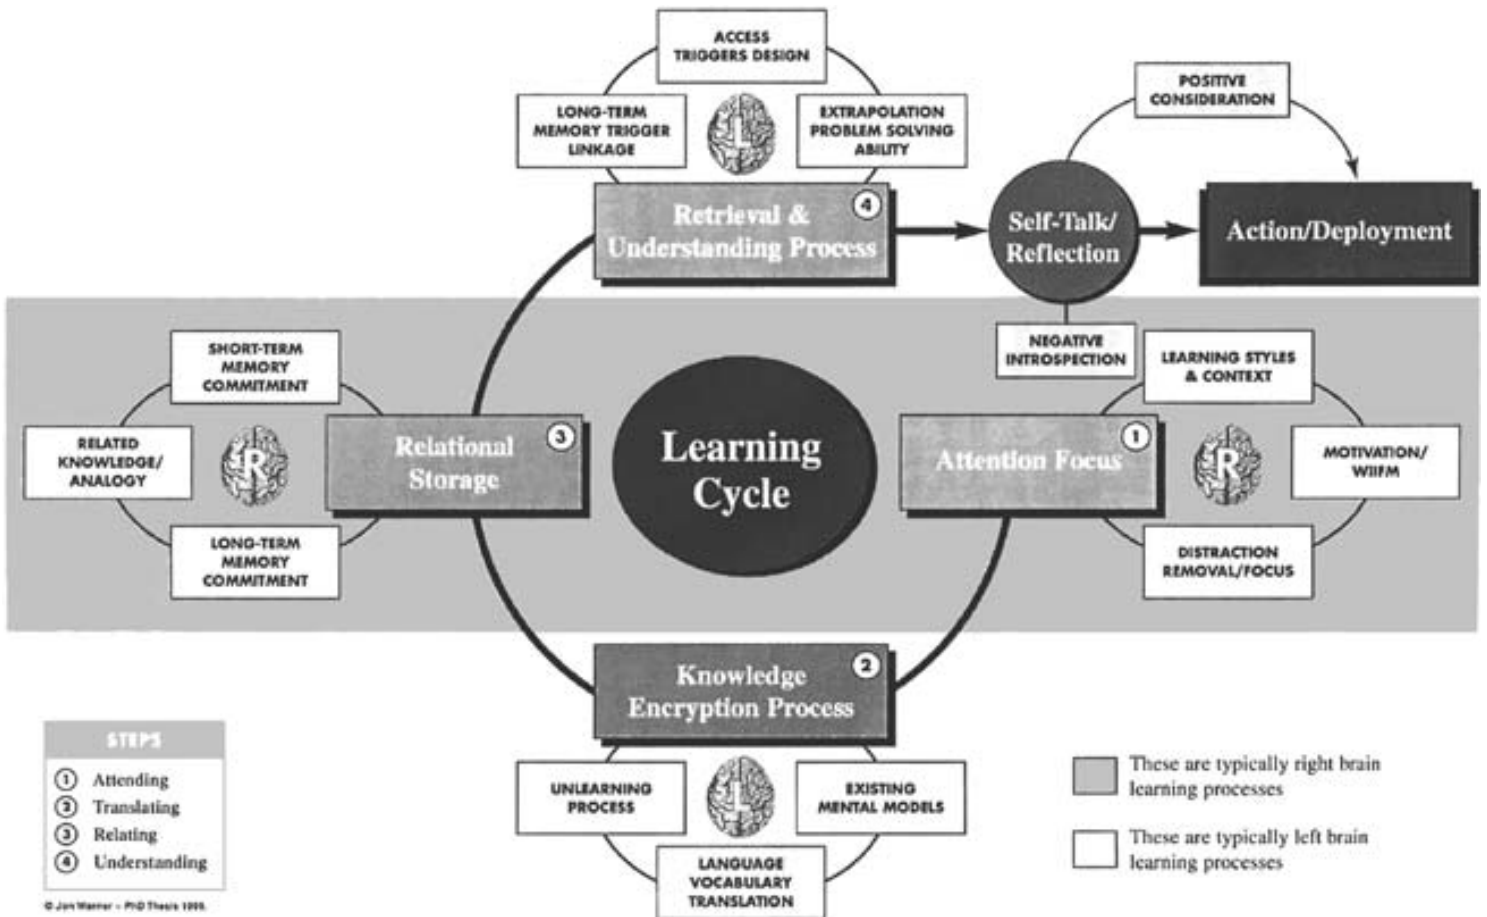 ACCESS
TRIGGERS DESIGN
LONG-TERM
MEMORY TRIGGER
LINKAGE
L
EXTRAPOLATION
PROBLEM SOLVING
ABILITY
POSITIVE
CONSIDERATION
Retrieval &
Understanding Process
4
Self-Talk/
Reflection
Action/Deployment
NEGATIVE
INTROSPECTION
SHORT-TERM
MEMORY
COMMITMENT
RELATED
KNOWLEDGE/
ANALOGY
R
LONG-TERM
MEMORY
COMMITMENT
Relational
Storage
3
Learning
Cycle
Attention Focus
1
LEARNING STYLES
& CONTEXT
R
MOTIVATION/
WIIFM
DISTRACTION
REMOVAL/FOCUS
Knowledge
Encryption Process
2
UNLEARNING
PROCESS
L
EXISTING
MENTAL MODELS
LANGUAGE
VOCABULARY
TRANSLATION
STEPS
1 Attending
2 Translating
3 Relating
4 Understanding
These are typically right brain
learning processes
These are typically left brain
learning processes
© Jon Warner – PhD Thesis